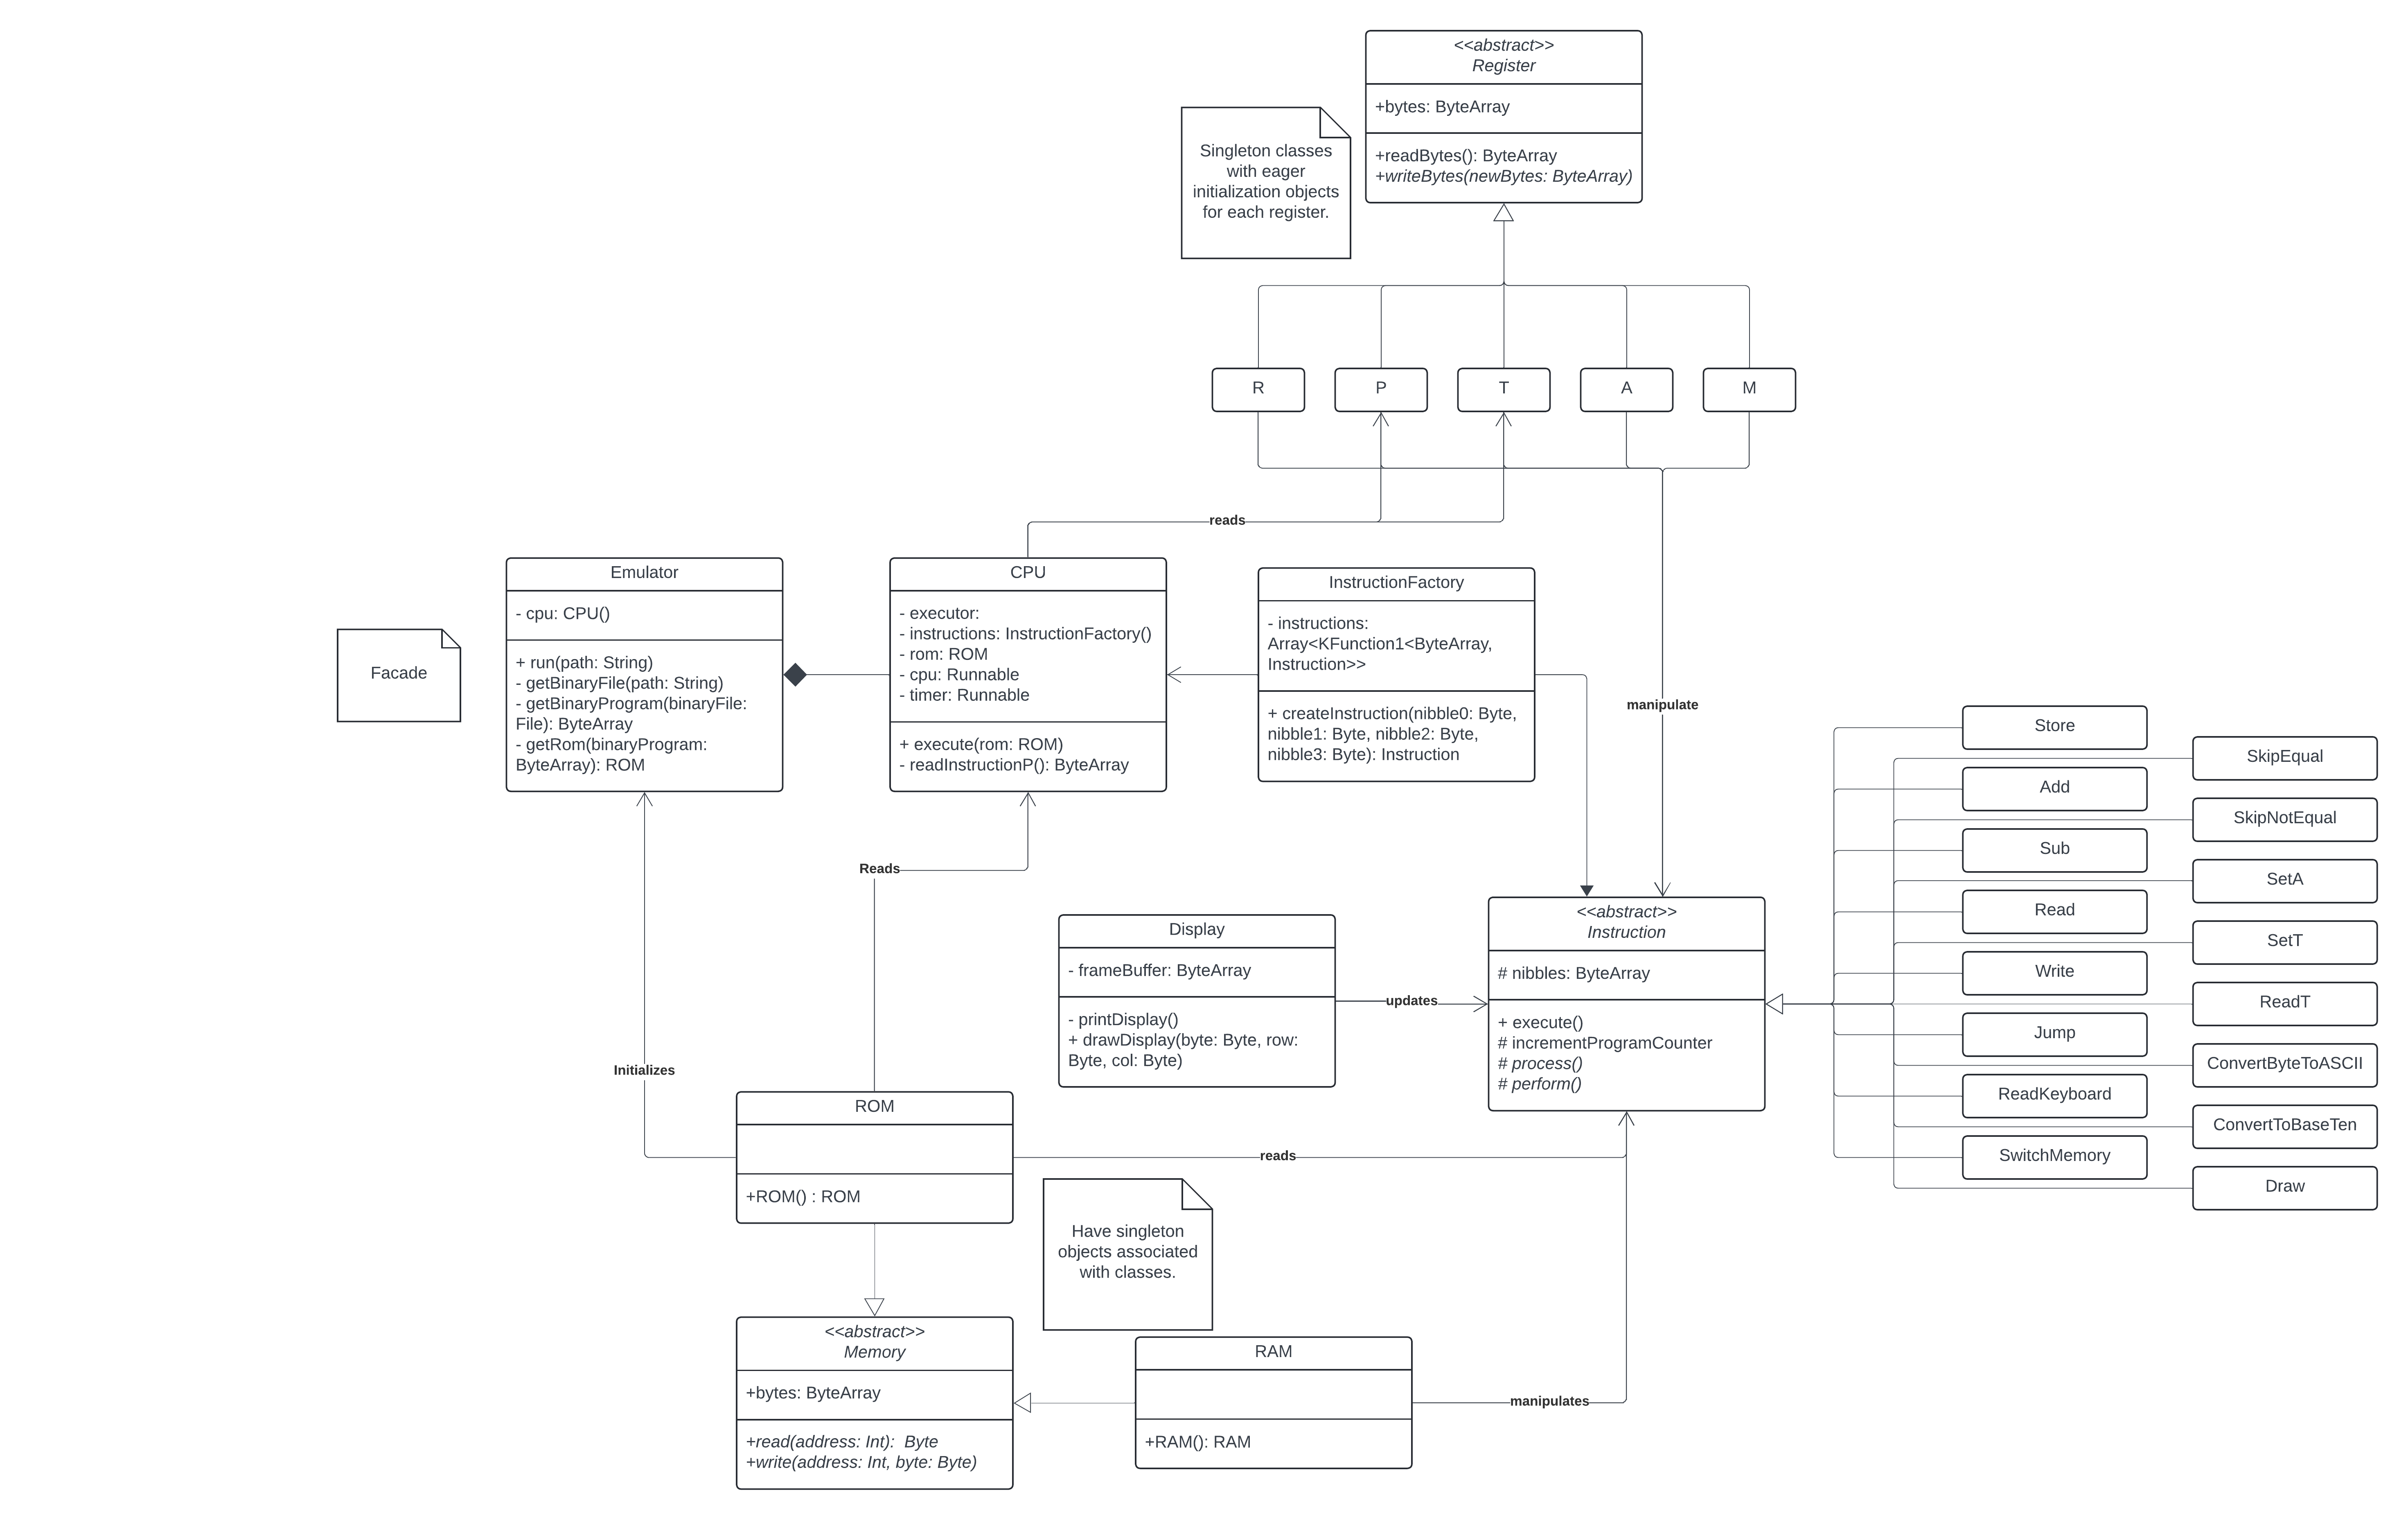 <<abstract>>
Register
+bytes: ByteArray
+readBytes(): ByteArray
+writeBytes(newBytes: ByteArray)
Singleton classes
with eager
initialization objects
for each register.
R
P
T
A
M
reads
manipulate
Facade
Emulator
- cpu: CPU()
+ run(path: String)
- getBinaryFile(path: String)
- getBinaryProgram(binaryFile:
File): ByteArray
- getRom(binaryProgram:
ByteArray): ROM
CPU
- executor:
- instructions: InstructionFactory()
- rom: ROM
- cpu: Runnable
- timer: Runnable
+ execute(rom: ROM)
- readInstructionP(): ByteArray
InstructionFactory
- instructions:
Array<KFunction1<ByteArray,
Instruction>>
+ createInstruction(nibble0: Byte,
nibble1: Byte, nibble2: Byte,
nibble3: Byte): Instruction
Reads
Initializes
Display
- frameBuffer: ByteArray
- printDisplay()
+ drawDisplay(byte: Byte, row:
Byte, col: Byte)
updates
<<abstract>>
Instruction
# nibbles: ByteArray
+ execute()
# incrementProgramCounter
# process()
# perform()
Store
Add
Sub
Read
Write
Jump
ReadKeyboard
SwitchMemory
SkipEqual
SkipNotEqual
SetA
SetT
ReadT
ConvertByteToASCII
ConvertToBaseTen
Draw
ROM
+ROM() : ROM
reads
Have singleton
objects associated
with classes.
<<abstract>>
Memory
+bytes: ByteArray
+read(address: Int):  Byte
+write(address: Int, byte: Byte)
RAM
+RAM(): RAM
manipulates